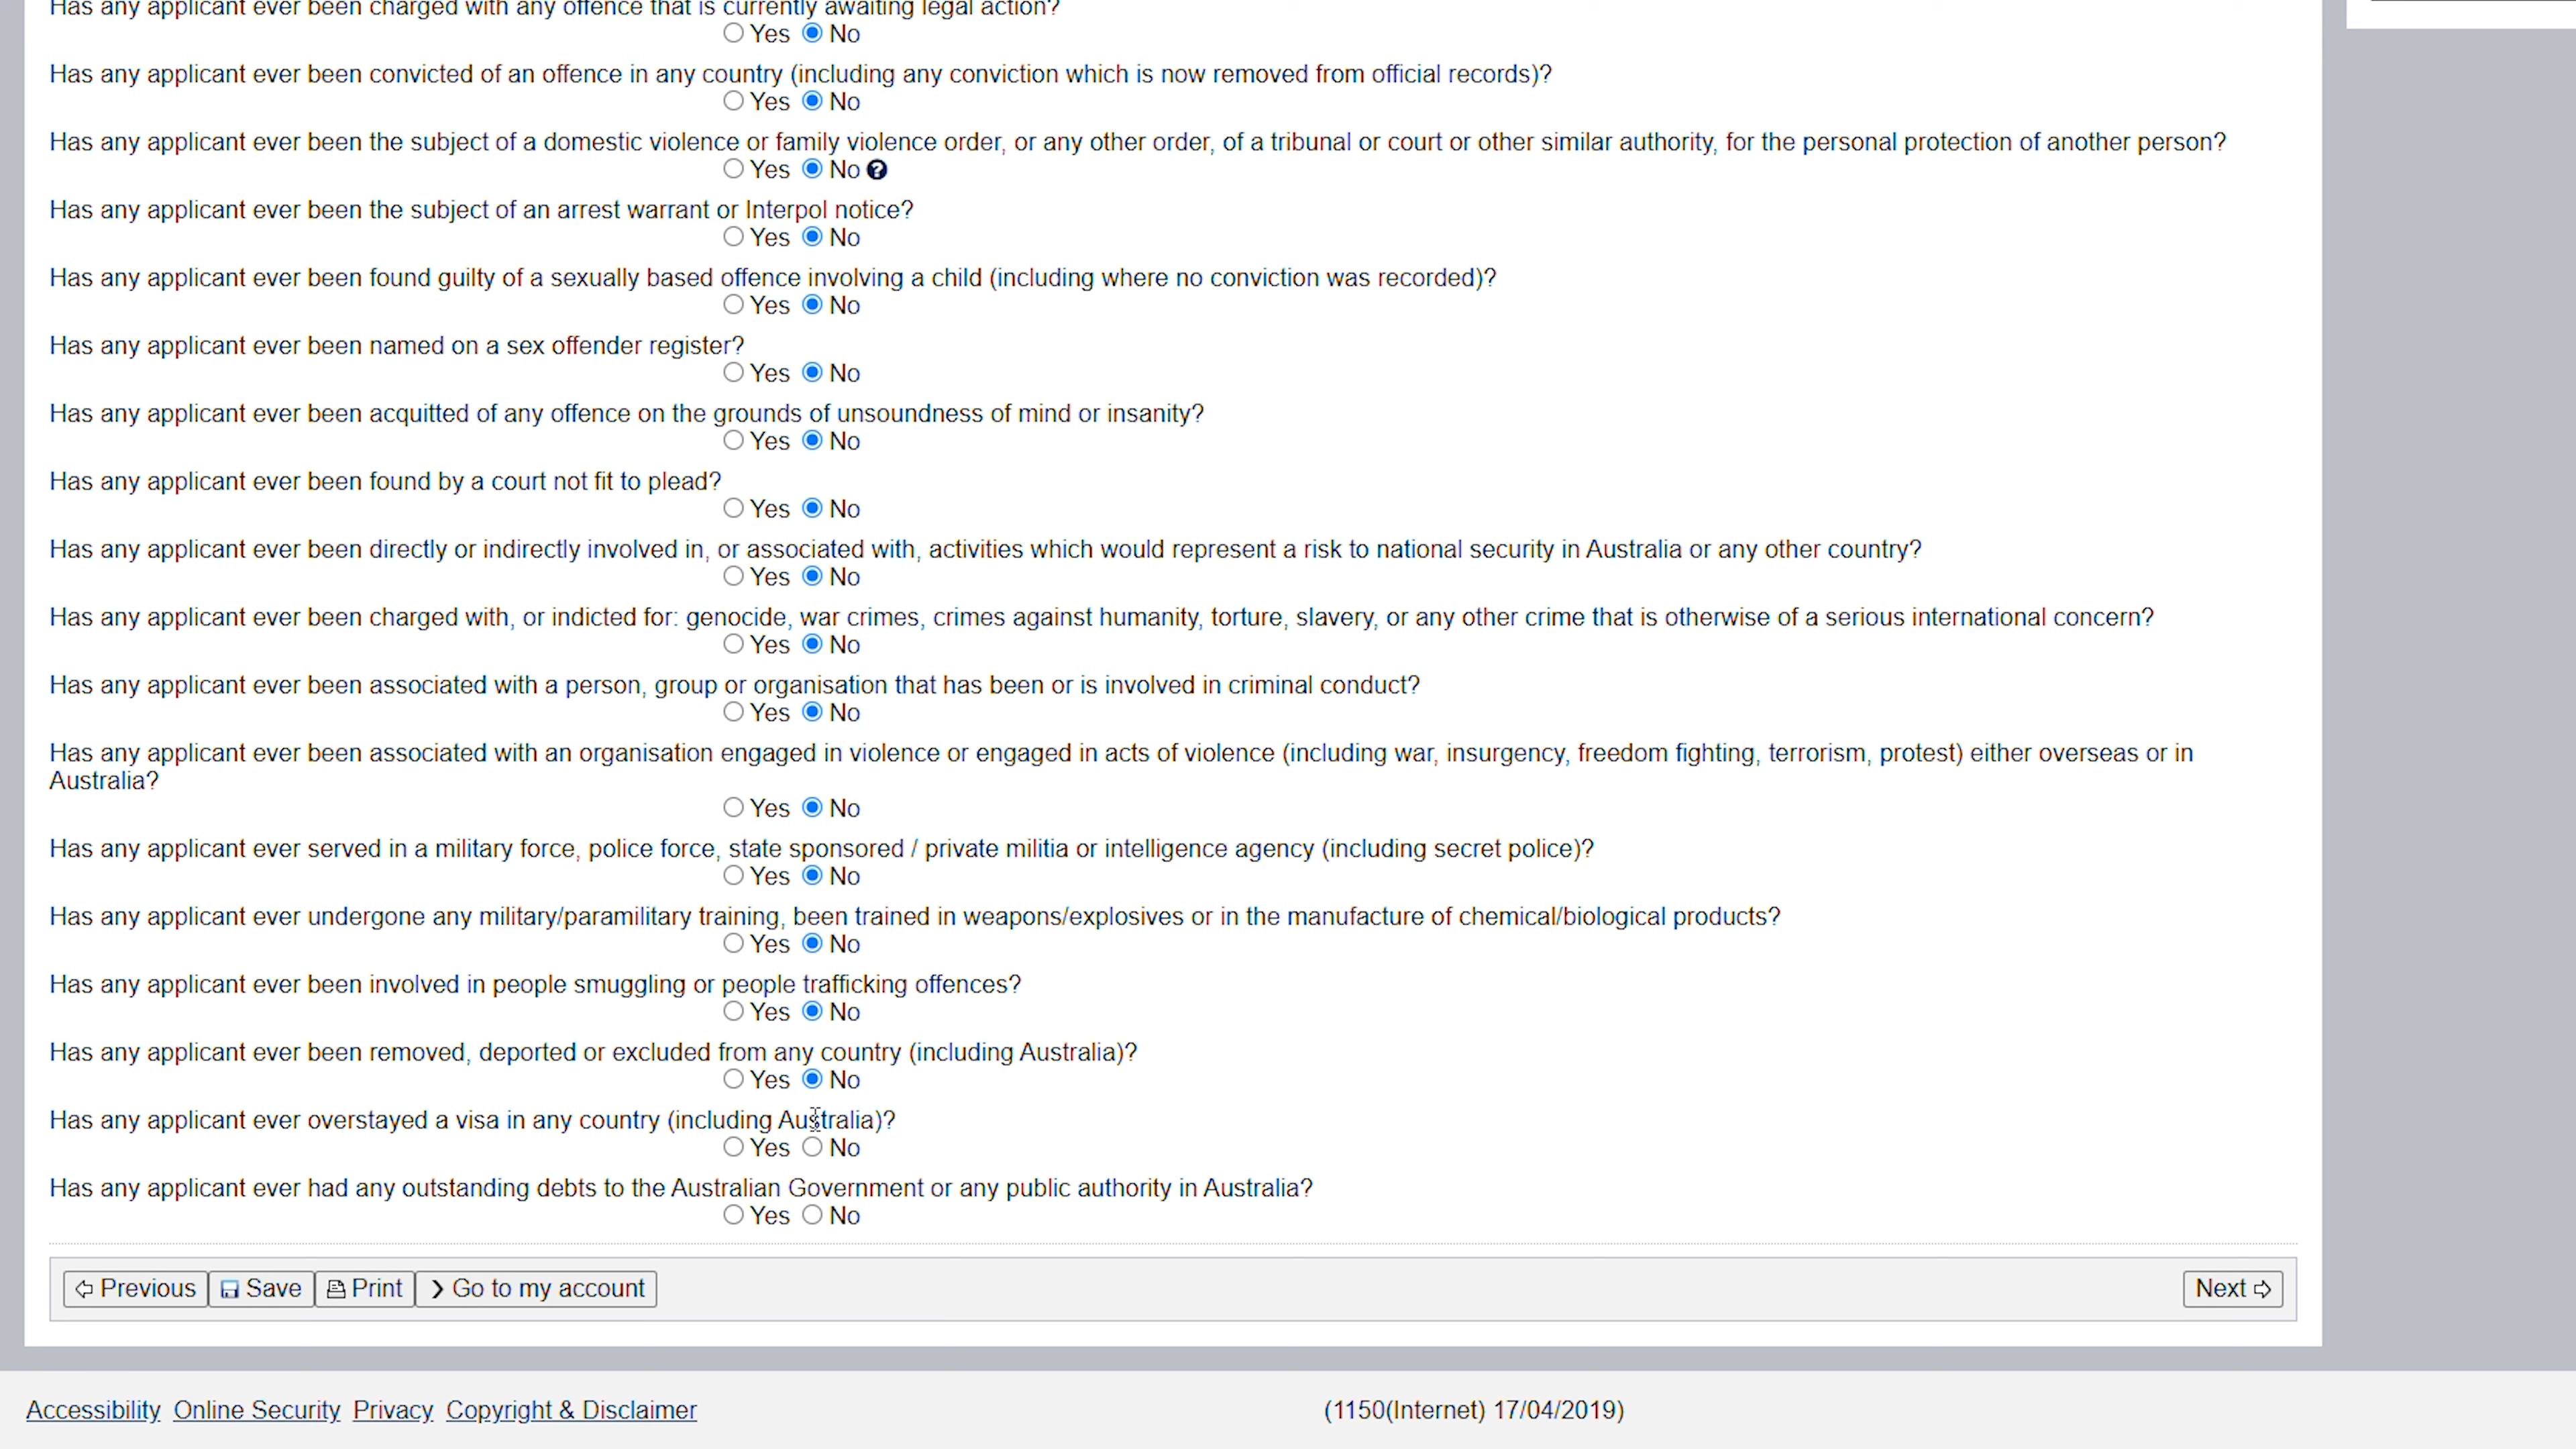 Has any applicant ever been charged with any offence that is currently awaiting legal action?
Yes No
Has any applicant ever been convicted of an offence in any country (including any conviction which is now removed from official records)?
Yes No
Has any applicant ever been the subject of a domestic violence or family violence order, or any other order, of a tribunal or court or other similar authority, for the personal protection of another person?
Yes No ?
Has any applicant ever been the subject of an arrest warrant or Interpol notice?
Yes No
Has any applicant ever been found guilty of a sexually based offence involving a child (including where no conviction was recorded)?
Yes No
Has any applicant ever been named on a sex offender register?
Yes No
Has any applicant ever been acquitted of any offence on the grounds of unsoundness of mind or insanity?
Yes No
Has any applicant ever been found by a court not fit to plead?
Yes No
Has any applicant ever been directly or indirectly involved in, or associated with, activities which would represent a risk to national security in Australia or any other country?
Yes No
Has any applicant ever been charged with, or indicted for: genocide, war crimes, crimes against humanity, torture, slavery, or any other crime that is otherwise of a serious international concern?
Yes No
Has any applicant ever been associated with a person, group or organisation that has been or is involved in criminal conduct?
Yes No
Has any applicant ever been associated with an organisation engaged in violence or engaged in acts of violence (including war, insurgency, freedom fighting, terrorism, protest) either overseas or in
Australia?
Yes No
Has any applicant ever served in a military force, police force, state sponsored / private militia or intelligence agency (including secret police)?
Yes No
Has any applicant ever undergone any military/paramilitary training, been trained in weapons/explosives or in the manufacture of chemical/biological products?
Yes No
Has any applicant ever been involved in people smuggling or people trafficking offences?
Yes No
Has any applicant ever been removed, deported or excluded from any country (including Australia)?
Yes No
Has any applicant ever overstayed a visa in any country (including Australia)?
Yes No
Has any applicant ever had any outstanding debts to the Australian Government or any public authority in Australia?
Yes No
Previous Save Print Go to my account Next
Accessibility Online Security Privacy Copyright & Disclaimer (1150(Internet) 17/04/2019)